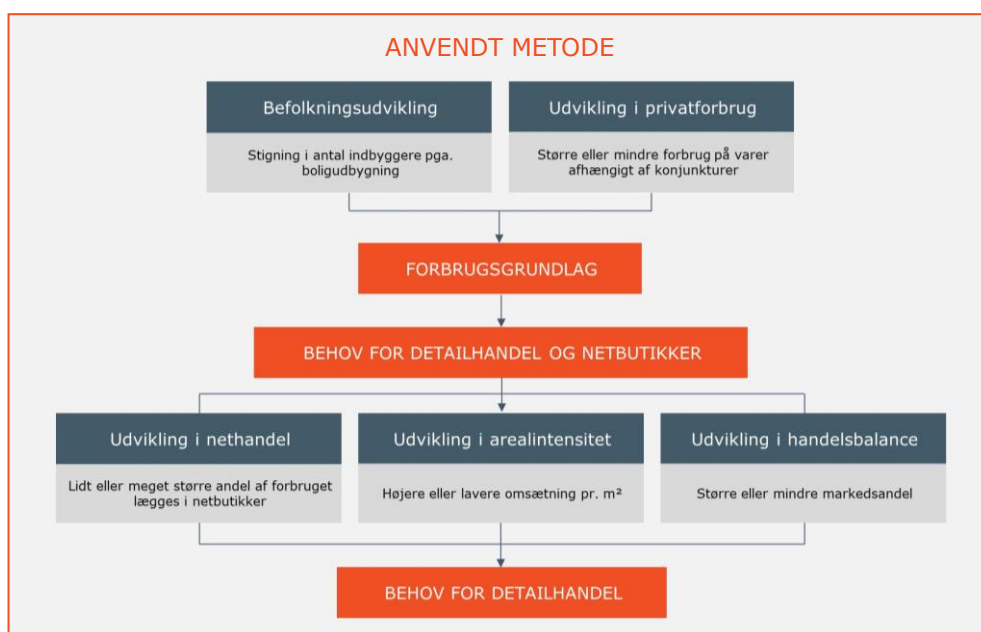 ANVENDT METODE
Befolkningsudvikling
Stigning i antal indbyggere pga.
boligudbygning
Udvikling i privatforbrug
Større eller mindre forbrug på varer
afhængigt af konjunkturer
FORBRUGSGRUNDLAG
BEHOV FOR DETAILHANDEL OG NETBUTIKKER
Udvikling i nethandel
Lidt eller meget større andel af forbruget
lægges i netbutikker
Udvikling i arealintensitet
Højere eller lavere omsætning pr. m²
Udvikling i handelsbalance
Større eller mindre markedsandel
BEHOV FOR DETAILHANDEL